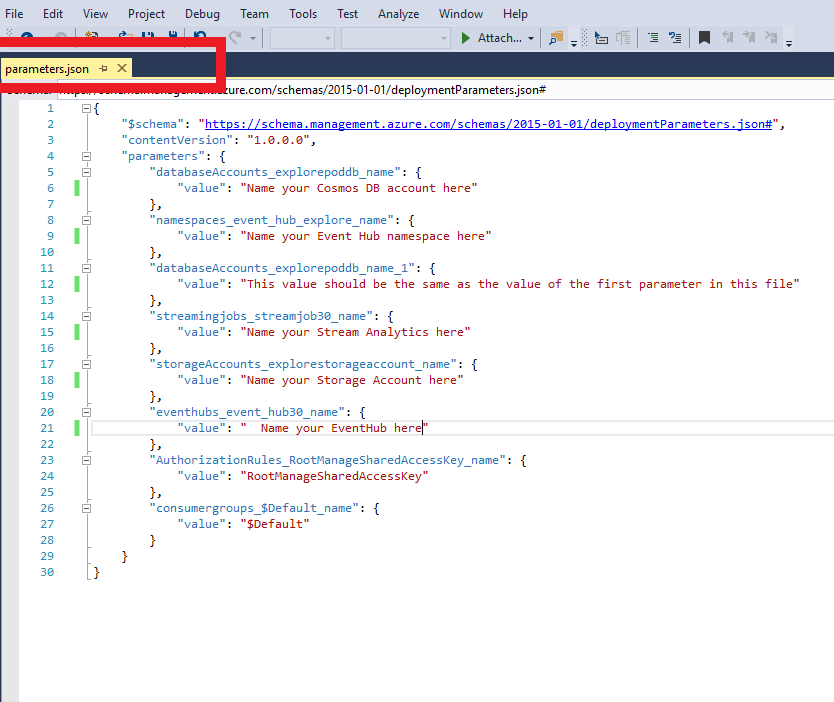 File Edit View Project Debug Team Tools Test Analyze Window Help
Attach...
parameters.json
azure.com/schemas/2015-01-01/deploymentParameters.json#
1 {
2 "$schema": "https://schema.management.azure.com/schemas/2015-01-01/deploymentParameters.json#",
3 "contentVersion": "1.0.0.0",
4 "parameters": {
5 "databaseAccounts_explorepoddb_name": {
6 "value": "Name your Cosmos DB account here"
7 },
8 "namespaces_event_hub_explore_name": {
9 "value": "Name your Event Hub namespace here"
10 },
11 "databaseAccounts_explorepoddb_name_1": {
12 "value": "This value should be the same as the value of the first parameter in this file"
13 },
14 "streamingjobs_streamjob30_name": {
15 "value": "Name your Stream Analytics here"
16 },
17 "storageAccounts_explorestorageaccount_name": {
18 "value": "Name your Storage Account here"
19 },
20 "eventhubs_event_hub30_name": {
21 "value": "  Name your EventHub here"
22 },
23 "AuthorizationRules_RootManageSharedAccessKey_name": {
24 "value": "RootManageSharedAccessKey"
25 },
26 "consumergroups_$Default_name": {
27 "value": "$Default"
28 }
29 }
30 }